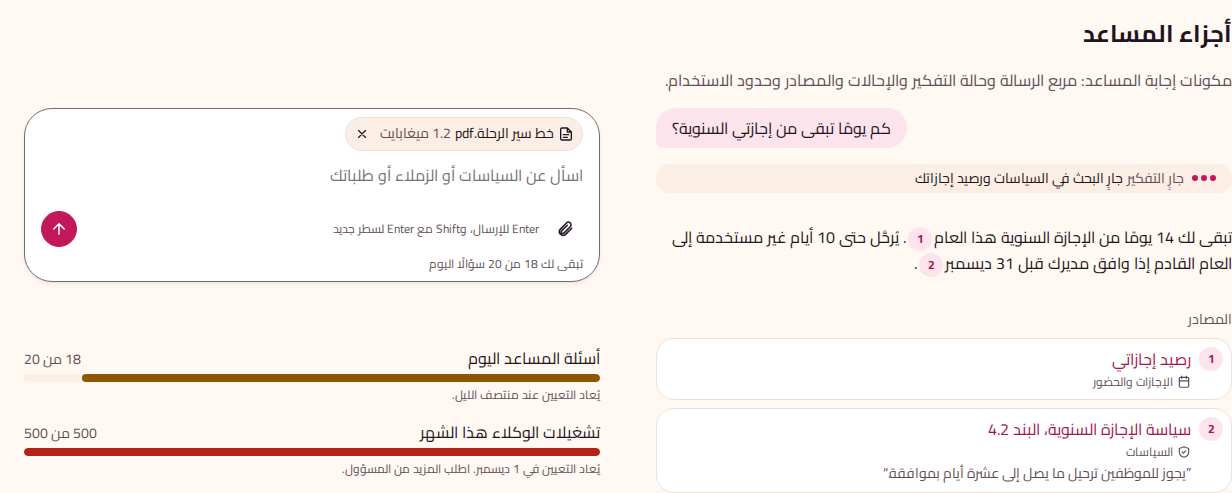 أجزاء المساعد
مكونات إجابة المساعد: مربع الرسالة وحالة التفكير والإحالات والمصادر وحدود الاستخدام.
كم يومًا تبقى من إجازتي السنوية؟
جارٍ التفكير جارٍ البحث في السياسات ورصيد إجازاتك
تبقى لك 14 يومًا من الإجازة السنوية هذا العام 1 . يُرحَّل حتى 10 أيام غير مستخدمة إلى
العام القادم إذا وافق مديرك قبل 31 ديسمبر 2 .
المصادر
1 رصيد إجازاتي
الإجازات والحضور
2 سياسة الإجازة السنوية، البند 4.2
السياسات
"يجوز للموظفين ترحيل ما يصل إلى عشرة أيام بموافقة"
خط سير الرحلة.pdf 1.2 ميغابايت
اسأل عن السياسات أو الزملاء أو طلباتك
Enter للإرسال، وShift مع Enter لسطر جديد
تبقى لك 18 من 20 سؤالًا اليوم
أسئلة المساعد اليوم 18 من 20
يُعاد التعيين عند منتصف الليل.
تشغيلات الوكلاء هذا الشهر 500 من 500
يُعاد التعيين في 1 ديسمبر. اطلب المزيد من المسؤول.